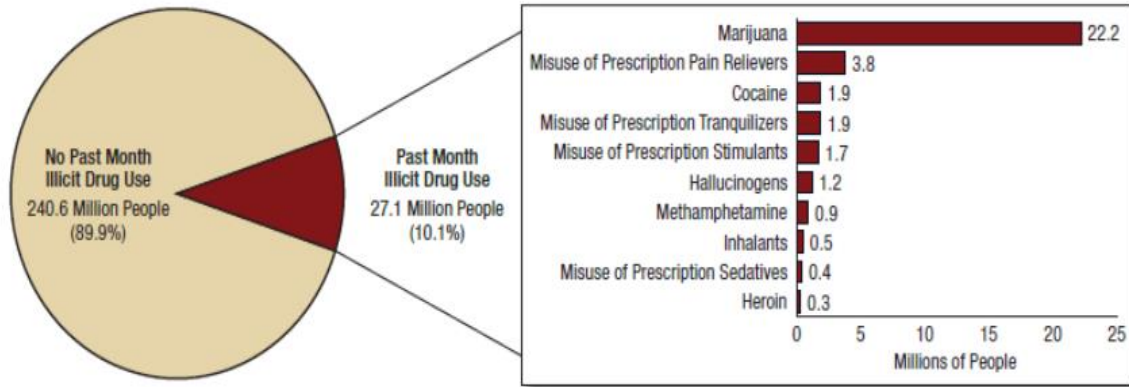 No Past Month
Illicit Drug Use
240.6 Million People
(89.9%)
Past Month
Illicit Drug Use
27.1 Million People
(10.1%)
Marijuana 22.2
Misuse of Prescription Pain Relievers 3.8
Cocaine 1.9
Misuse of Prescription Tranquilizers 1.9
Misuse of Prescription Stimulants 1.7
Hallucinogens 1.2
Methamphetamine 0.9
Inhalants 0.5
Misuse of Prescription Sedatives 0.4
Heroin 0.3
0 5 10 15 20 25
Millions of People